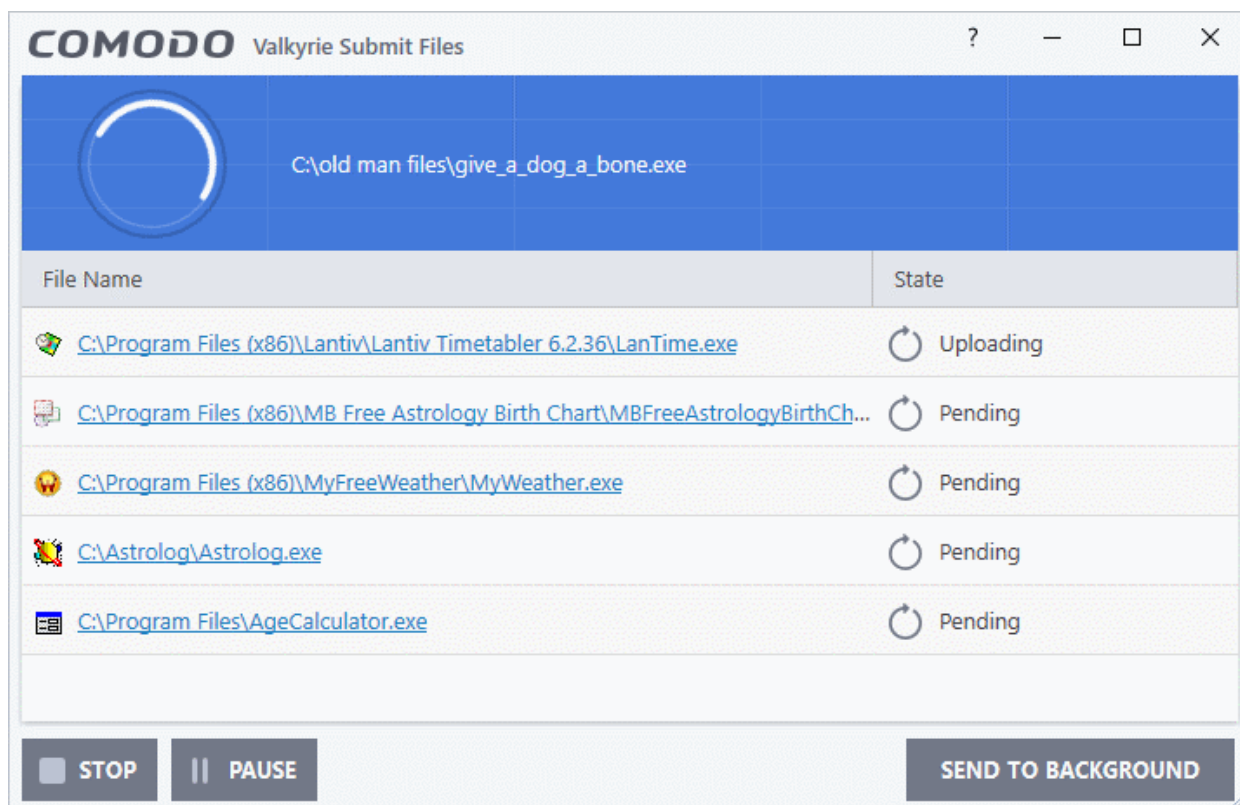 COMODO Valkyrie Submit Files ?
C:\old man files\give_a_dog_a_bone.exe
File Name State
C:\Program Files (x86)\Lantiv\Lantiv Timetabler 6.2.36\LanTime.exe Uploading
C:\Program Files (x86)\MB Free Astrology Birth Chart\MBFreeAstrologyBirthCh... Pending
C:\Program Files (x86)\MyFreeWeather\MyWeather.exe Pending
C:\Astrolog\Astrolog.exe Pending
C:\Program Files\AgeCalculator.exe Pending
STOP PAUSE SEND TO BACKGROUND